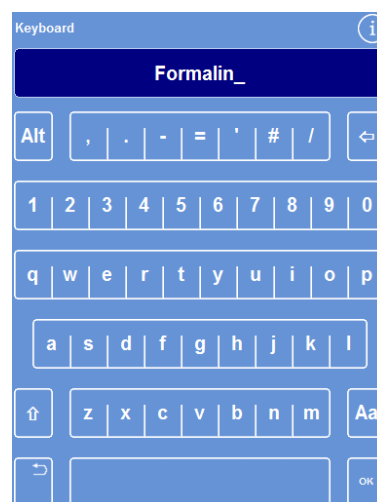 Keyboard
i
Formalin_
Alt , . - = ' # /
1 2 3 4 5 6 7 8 9 0
q w e r t y u i o p
a s d f g h j k l
z x c v b n m Aa
OK